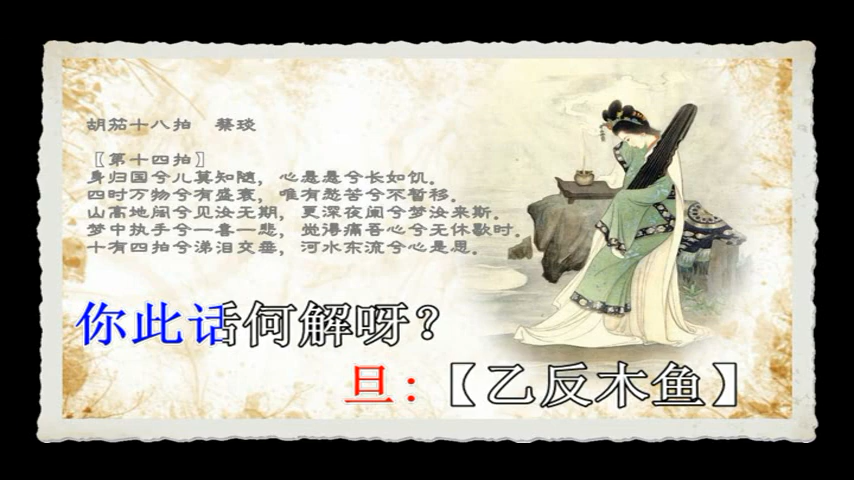 胡笳十八拍 蔡琰
〖第十四拍〗
身归国兮儿莫知随，心悬悬兮长如饥。
四时万物兮有盛衰，唯有愁苦兮不暂移。
山高地阔兮见汝无期，更深夜阑兮梦汝来斯。
梦中执手兮一喜一悲，觉得痛吾心兮无休歇时。
十有四拍兮涕泪交垂，河水东流兮心是思。
你此话何解呀？
旦：【乙反木鱼】